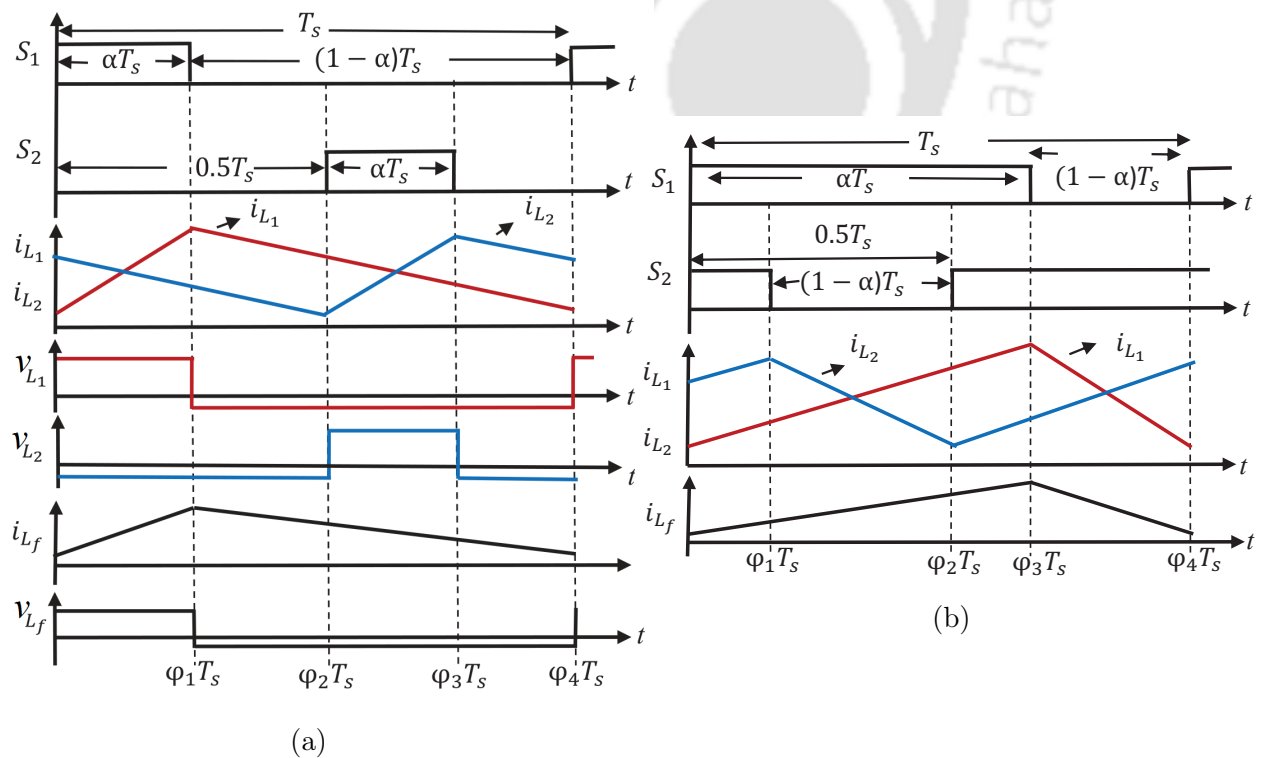 T_s
S_1
αT_s
(1 − α)T_s
t
S_2
0.5T_s
αT_s
t
i_{L_1}
i_{L_2}
i_{L_1}
i_{L_2}
t
v_{L_1}
t
v_{L_2}
t
i_{L_f}
t
v_{L_f}
t
φ_1T_s
φ_2T_s
φ_3T_s
φ_4T_s
(a)
aha
T_s
S_1
αT_s
(1 − α)T_s
t
0.5T_s
S_2
(1 − α)T_s
t
i_{L_2}
i_{L_1}
i_{L_1}
i_{L_2}
t
i_{L_f}
t
φ_1T_s
φ_2T_s
φ_3T_s
φ_4T_s
(b)